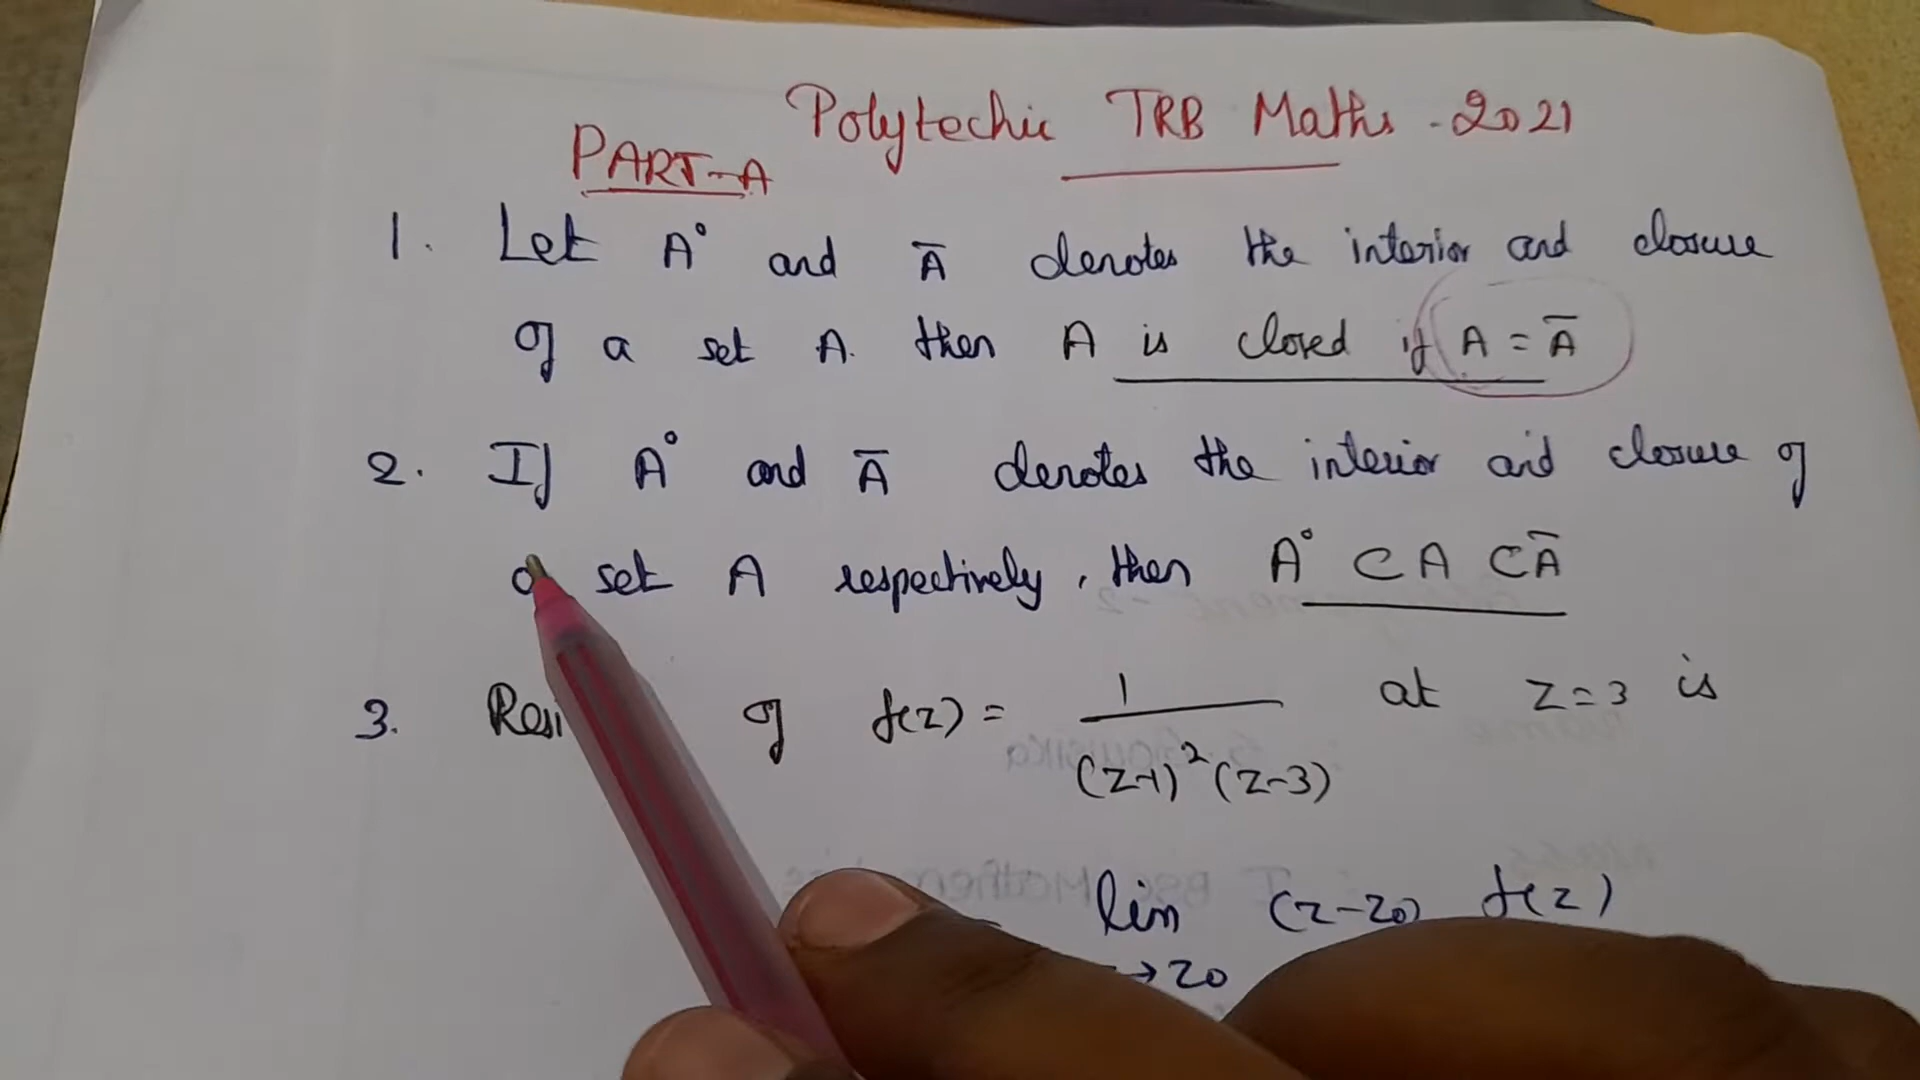 Polytechic TRB Maths - 2021
PART-A
1. Let A° and Ā denotes the interior and closure
of a set A. then A is closed if A = Ā
2. If A° and Ā denotes the interior and closure of
a set A respectively, then A° ⊂ A ⊂ Ā
3. of f(z) = 1 / (z-1)² (z-3) at z=3 is
lim (z-z0) f(z)
→z0